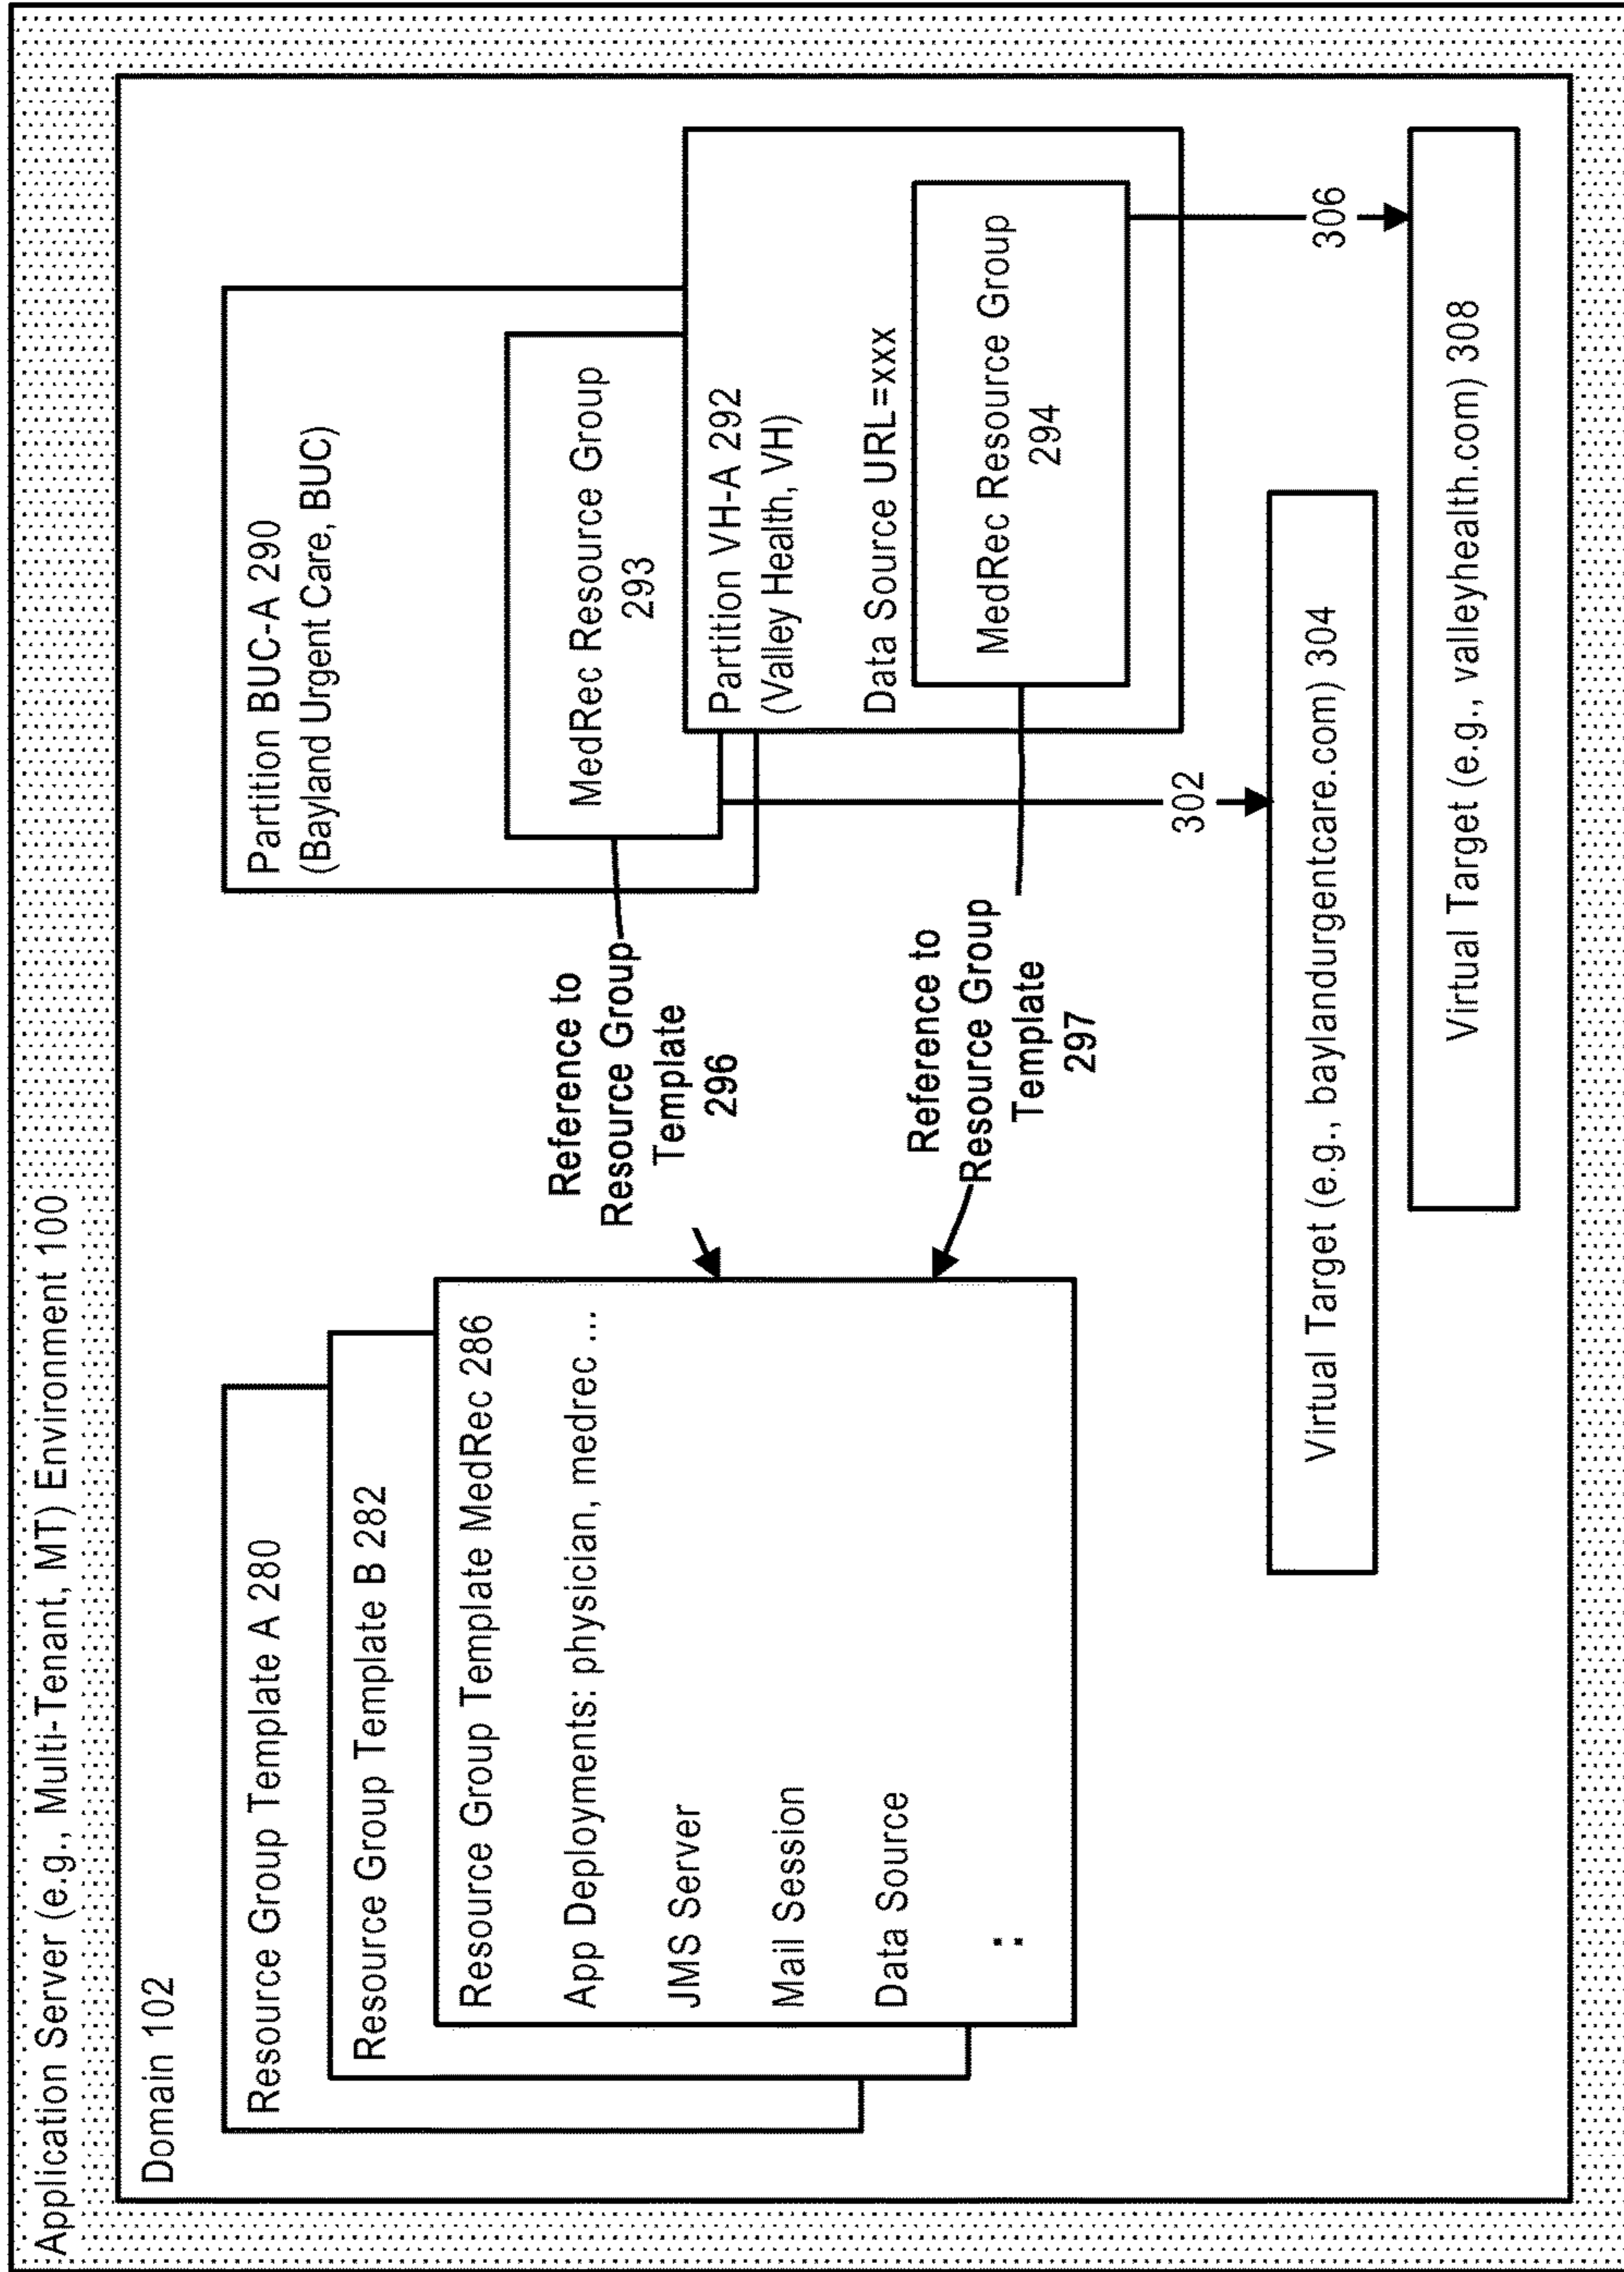 Application Server (e.g., Multi-Tenant, MT) Environment 100
Domain 102
Resource Group Template A 280
Resource Group Template B 282
Resource Group Template MedRec 286
App Deployments: physician, medrec ...
JMS Server
Mail Session
Data Source
:
Reference to
Resource Group
Template
296
Reference to
Resource Group
Template
297
Partition BUC-A 290
(Bayland Urgent Care, BUC)
MedRec Resource Group
293
Partition VH-A 292
(Valley Health, VH)
Data Source URL=xxx
MedRec Resource Group
294
302
306
Virtual Target (e.g., baylandurgentcare.com) 304
Virtual Target (e.g., valleyhealth.com) 308